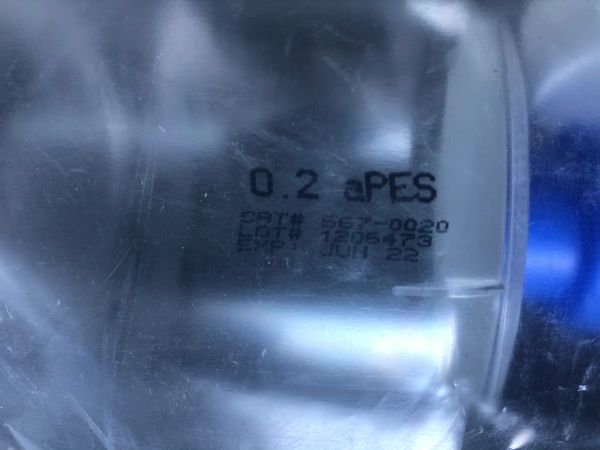 0.2 aPES
CAT# 567-0020
LOT# 1206473
EXP: JUN 22